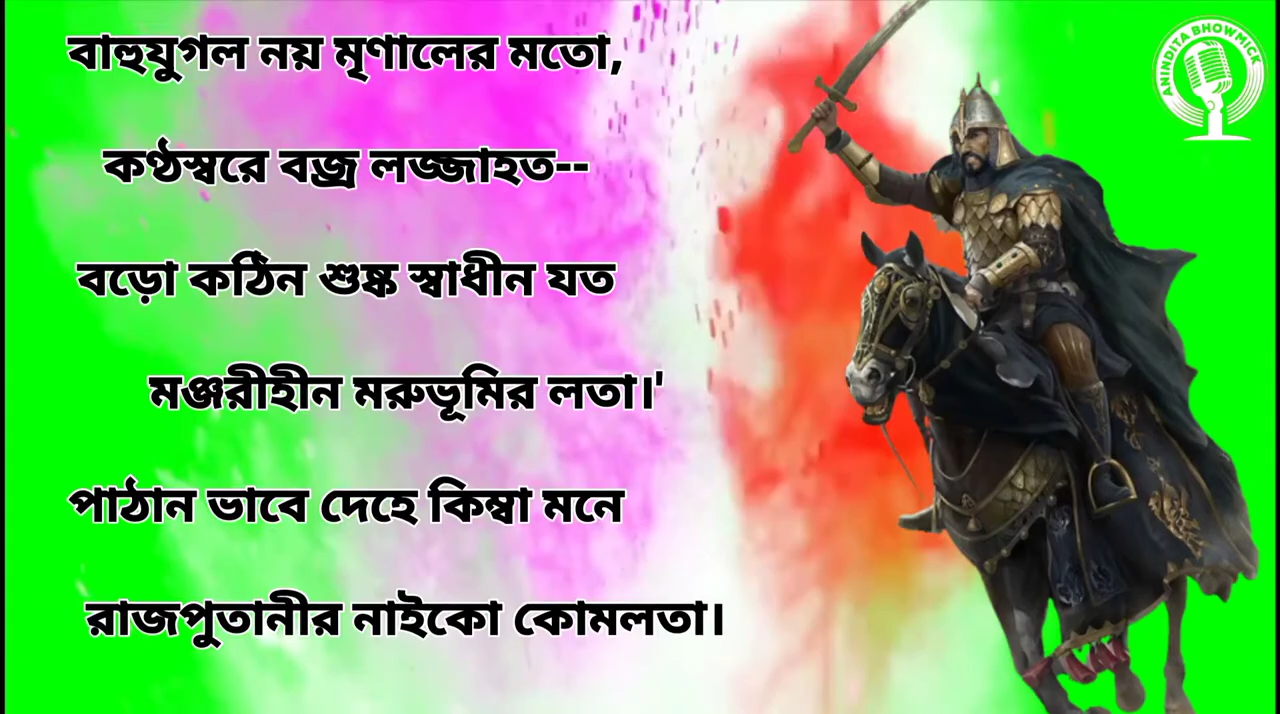 বাহুযুগল নয় মৃণালের মতো,
কণ্ঠস্বরে বজ্র লজ্জাহত--
বড়ো কঠিন শুষ্ক স্বাধীন যত
মঞ্জরীহীন মরুভূমির লতা।'
পাঠান ভাবে দেহে কিম্বা মনে
রাজপুতানীর নাইকো কোমলতা।
ANINDITA BHOWMICK